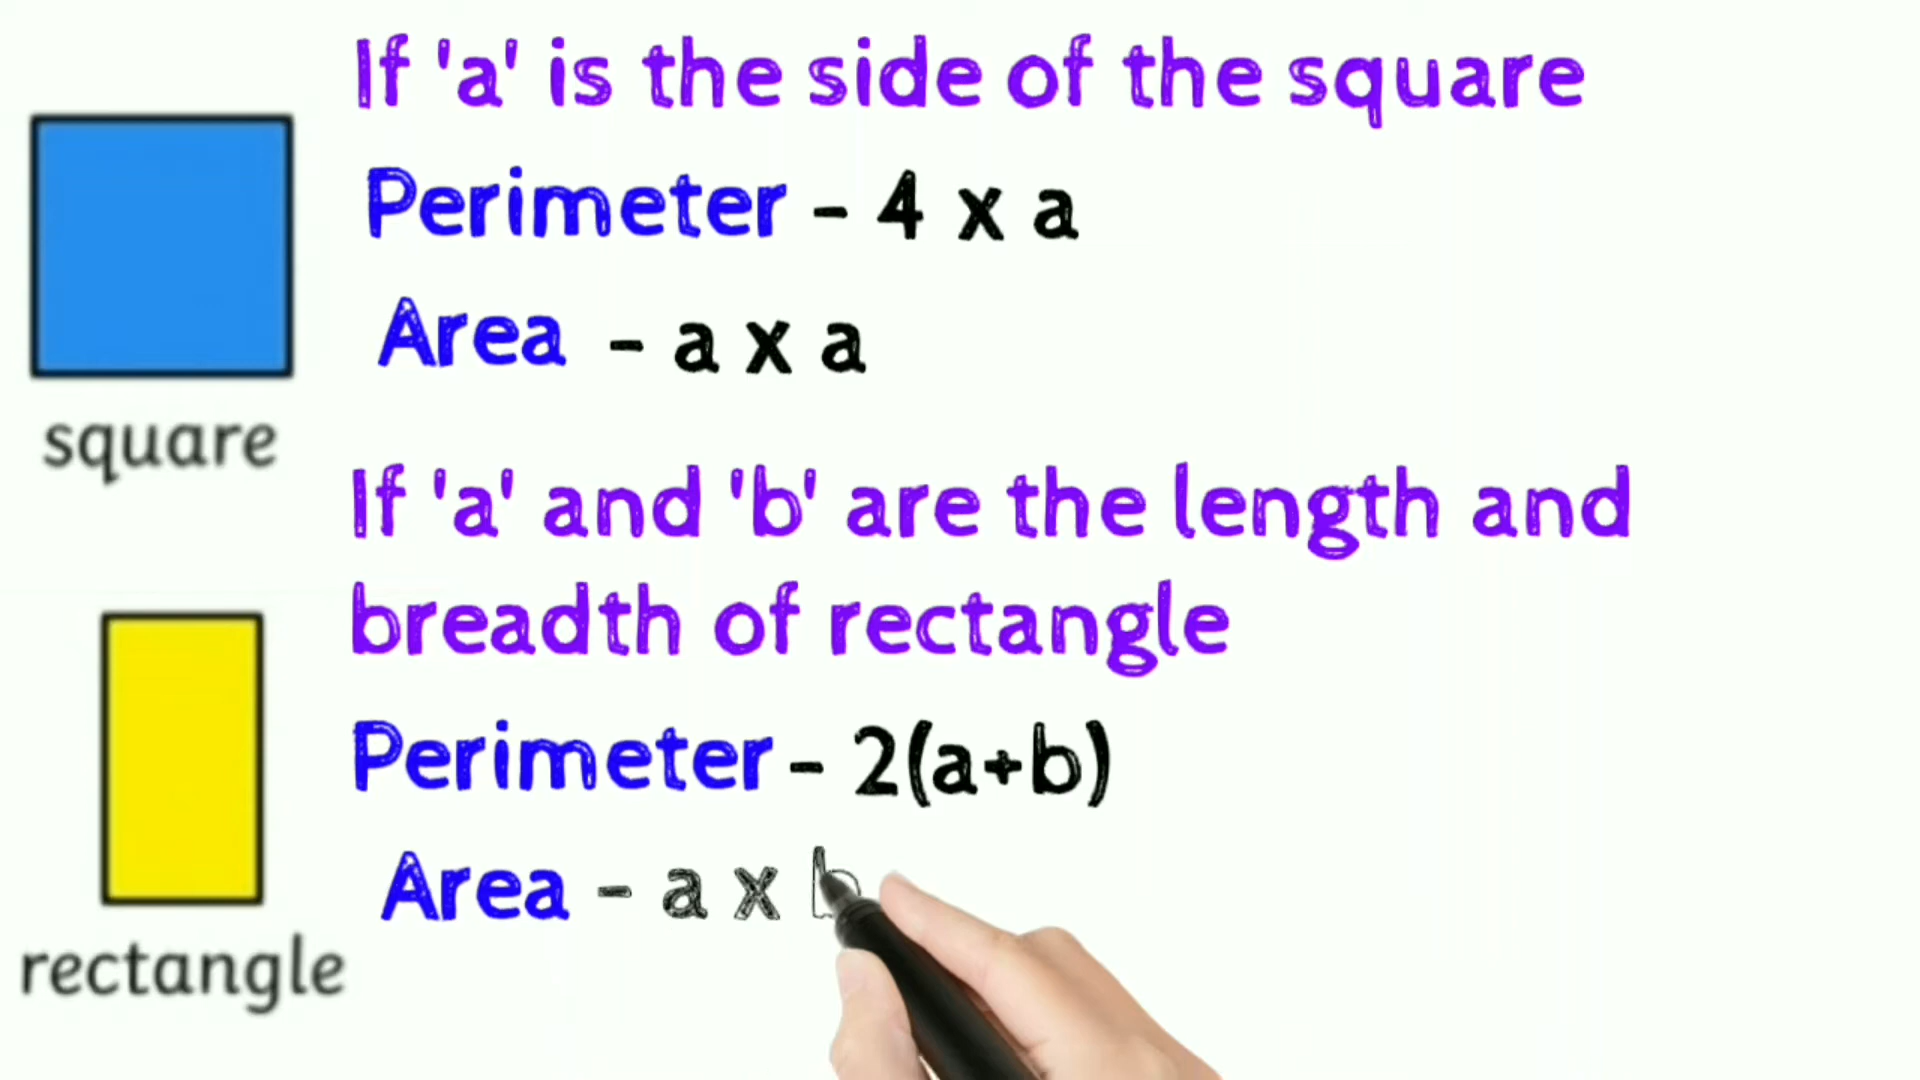 If 'a' is the side of the square
Perimeter - 4 x a
Area - a x a
square
If 'a' and 'b' are the length and
breadth of rectangle
Perimeter - 2(a+b)
Area - a x b
rectangle